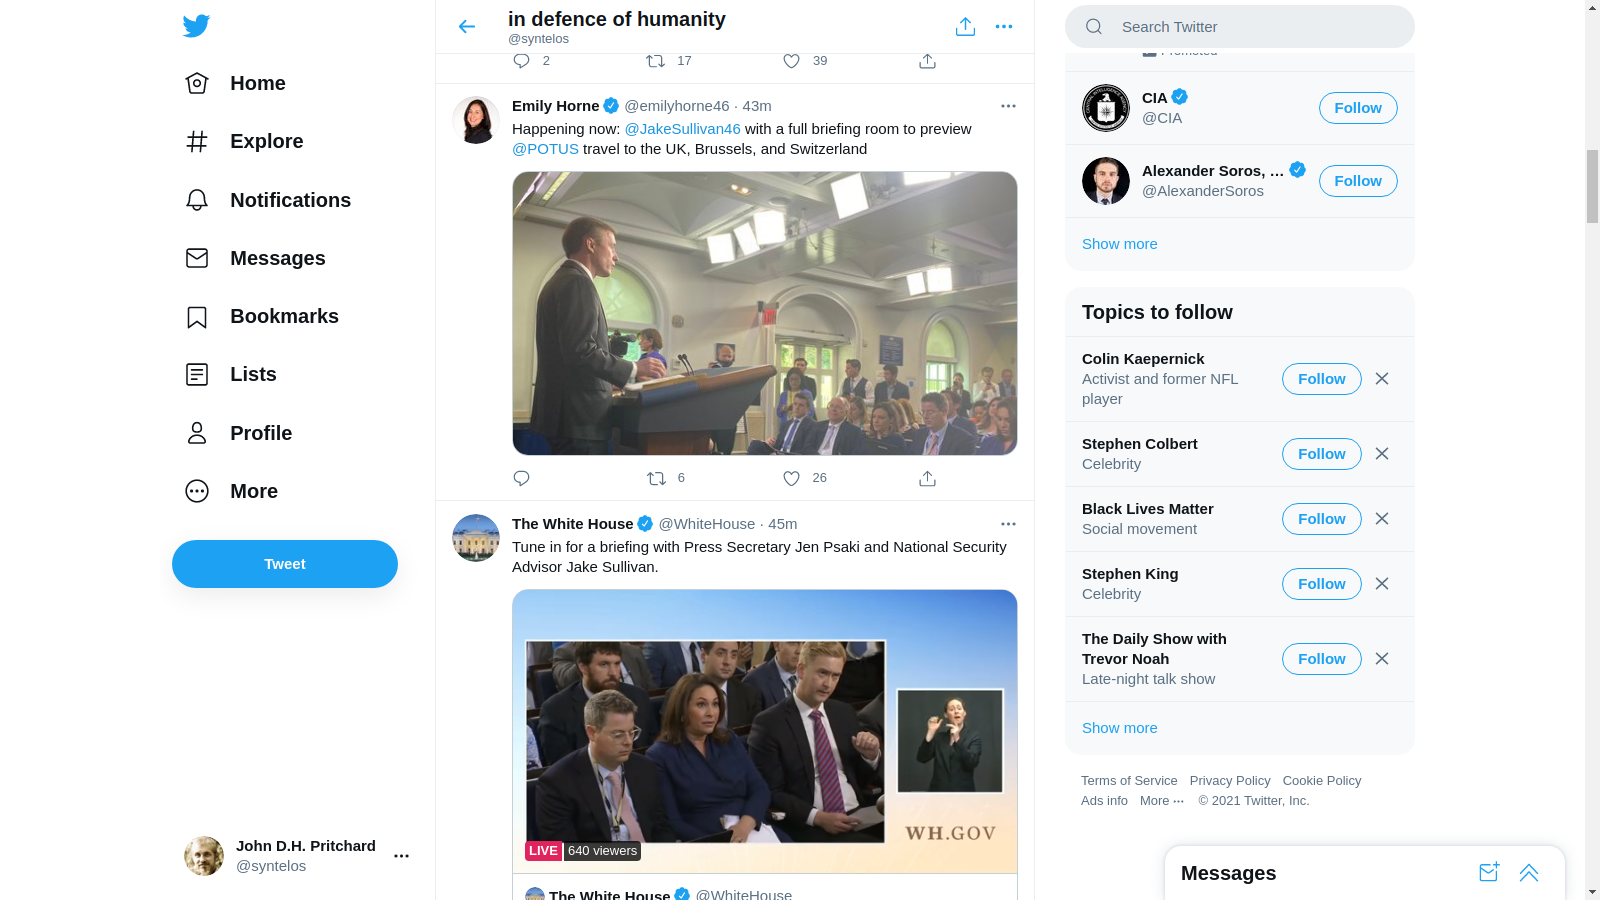 Home
Explore
Notifications
Messages
Bookmarks
Lists
Profile
More
Tweet
John D.H. Pritchard
@syntelos
in defence of humanity
@syntelos
2 17 39
Emily Horne @emilyhorne46 · 43m
Happening now: @JakeSullivan46 with a full briefing room to preview
@POTUS travel to the UK, Brussels, and Switzerland
6 26
The White House @WhiteHouse · 45m
Tune in for a briefing with Press Secretary Jen Psaki and National Security
Advisor Jake Sullivan.
WH.GOV
LIVE 640 viewers
The White House @WhiteHouse
Search Twitter
Promoted
CIA
@CIA
Follow
Alexander Soros, ...
@AlexanderSoros
Follow
Show more
Topics to follow
Colin Kaepernick
Activist and former NFL
player
Follow
Stephen Colbert
Celebrity
Follow
Black Lives Matter
Social movement
Follow
Stephen King
Celebrity
Follow
The Daily Show with
Trevor Noah
Late-night talk show
Follow
Show more
Terms of Service Privacy Policy Cookie Policy
Ads info More ··· © 2021 Twitter, Inc.
Messages